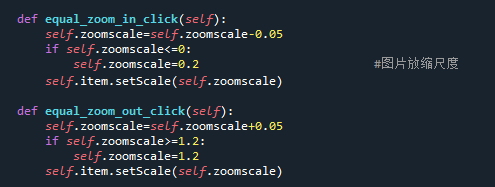 def equal_zoom_in_click(self):
    self.zoomscale=self.zoomscale-0.05
    if self.zoomscale<=0:
        self.zoomscale=0.2                #图片放缩尺度
    self.item.setScale(self.zoomscale)

def equal_zoom_out_click(self):
    self.zoomscale=self.zoomscale+0.05
    if self.zoomscale>=1.2:
        self.zoomscale=1.2
    self.item.setScale(self.zoomscale)